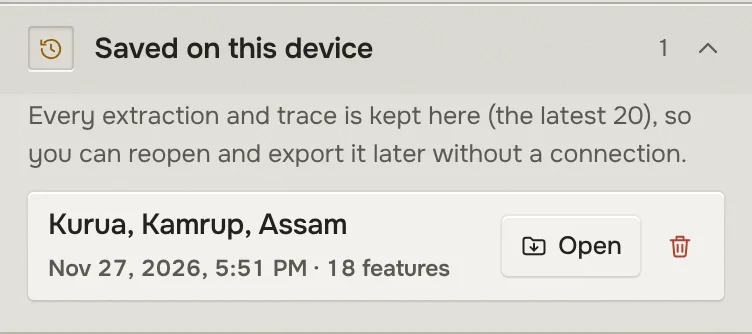 Saved on this device
1
Every extraction and trace is kept here (the latest 20), so
you can reopen and export it later without a connection.
Kurua, Kamrup, Assam
Nov 27, 2026, 5:51 PM · 18 features
Open